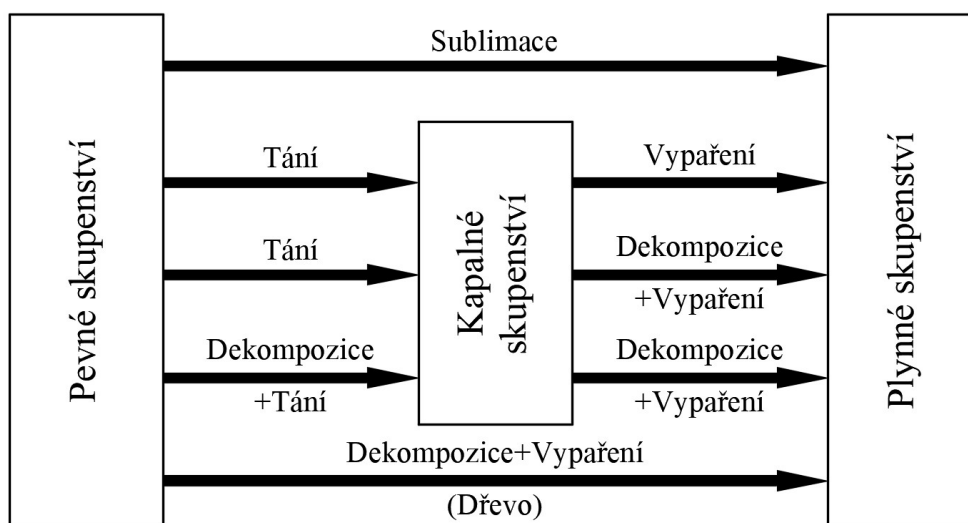 Pevné skupenství
Sublimace
Tání
Tání
Dekompozice
+Tání
Kapalné
skupenství
Vypaření
Dekompozice
+Vypaření
Dekompozice
+Vypaření
Dekompozice+Vypaření
(Dřevo)
Plynné skupenství